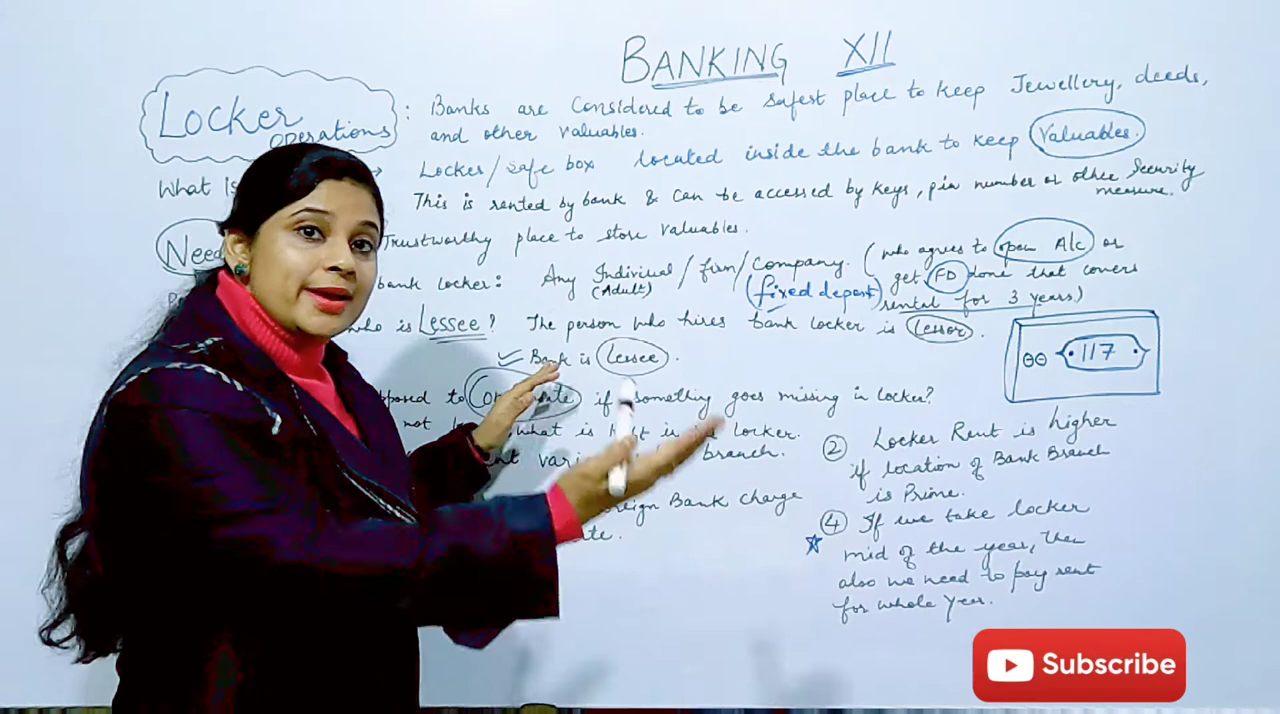 BANKING XII
Locker operations : Banks are Considered to be safest place to keep Jewellery, deeds,
and other valuables.
What is → Locker/safe box located inside the bank to keep Valuables.
This is rented by bank & can be accessed by keys, pin number or other Security measure.
Need Trustworthy place to store valuables.
bank locker: Any Individual / firm / Company. (who agrees to open A/c or
(Adult) (fixed deposit) get FD done that covers
rental for 3 years)
who is Lessee? The person who hires bank locker is lessor.
✓ Bank is lessee.
117
to if something goes missing in locker?
not what is kept in locker.
branch.
② Locker Rent is higher
if location of Bank Branch
is Prime.
Bank charge
④ If we take locker
mid of the year, then
also we need to pay rent
for whole year.
Subscribe